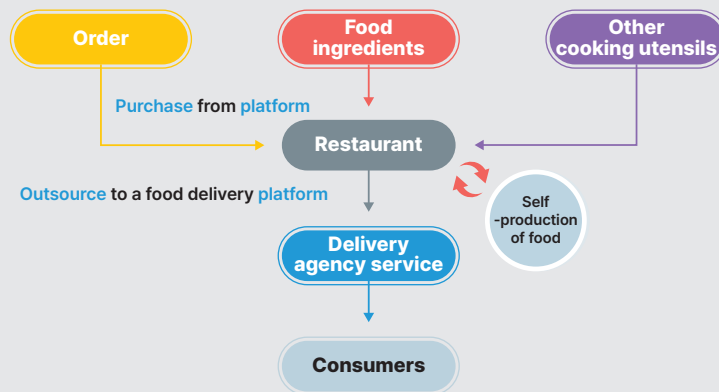 Order
Food
ingredients
Other
cooking utensils
Purchase from platform
Restaurant
Outsource to a food delivery platform
Self
-production
of food
Delivery
agency service
Consumers